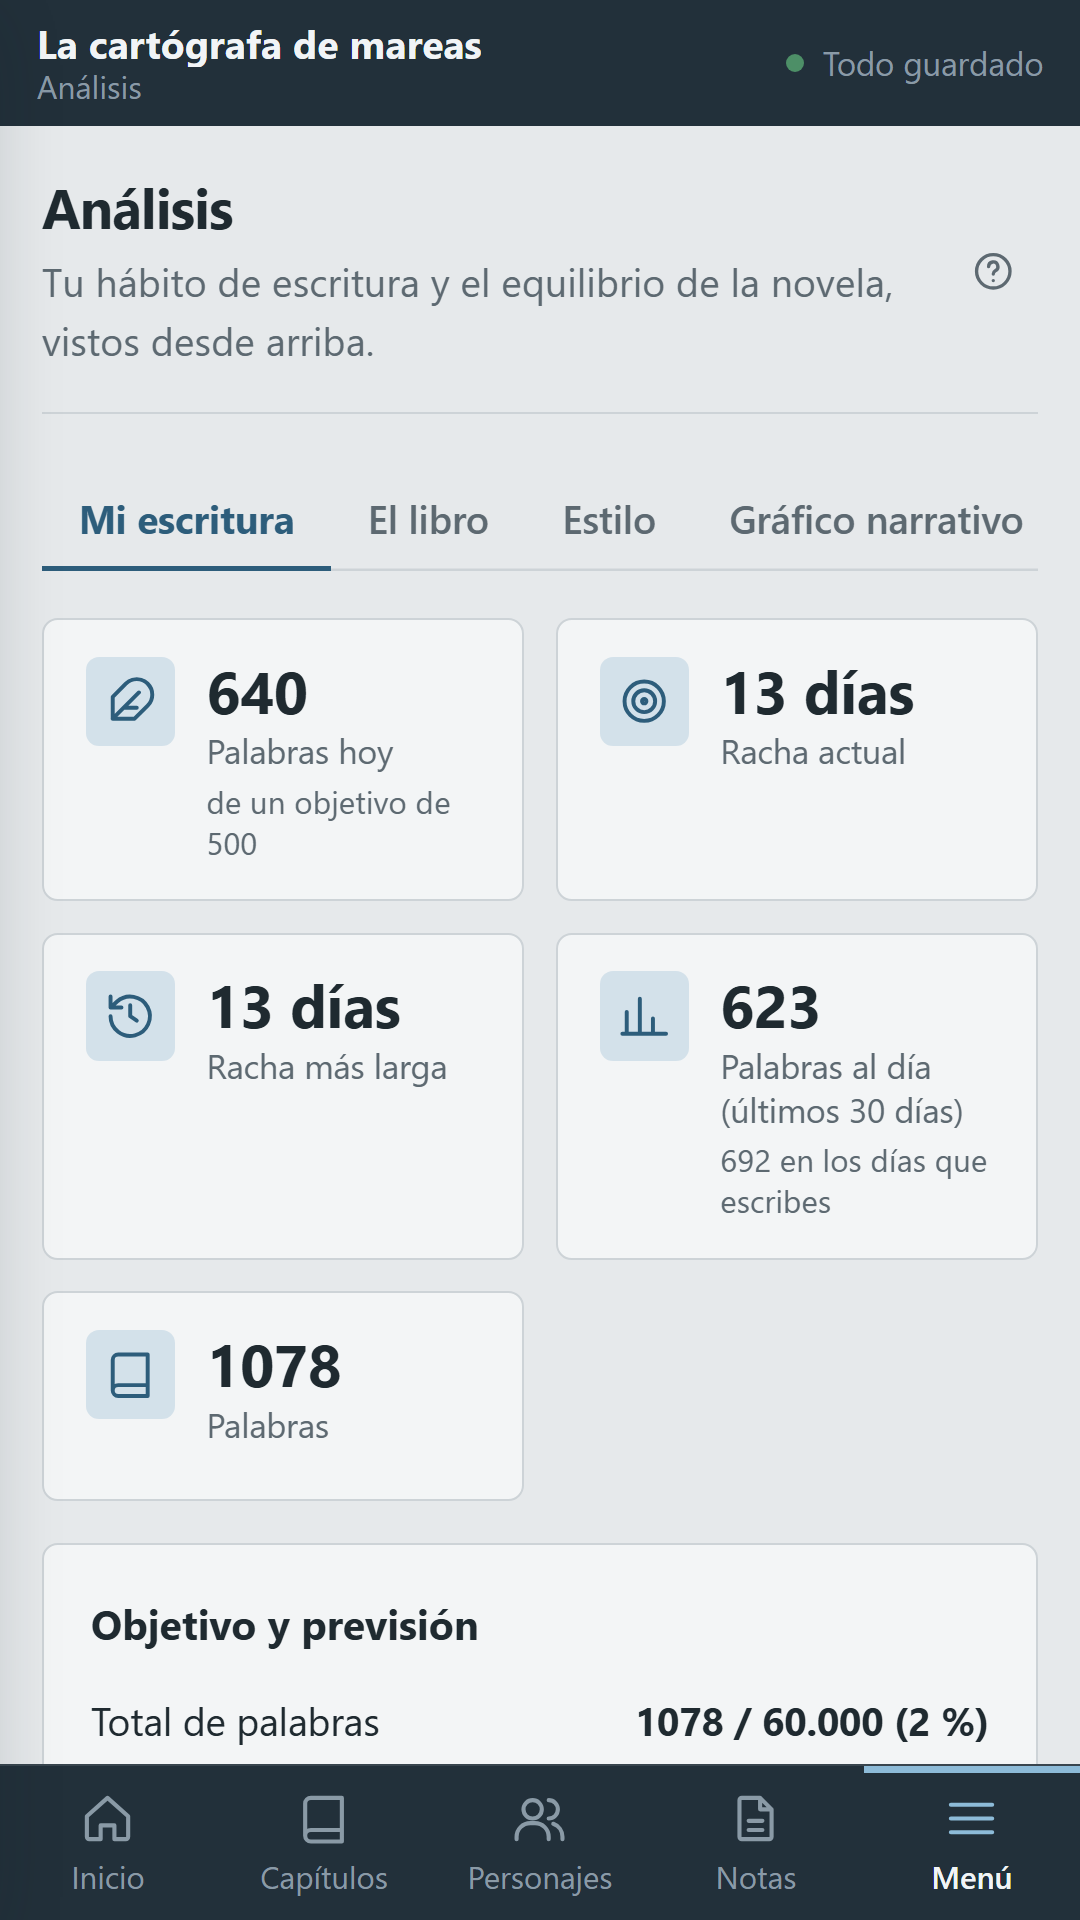 La cartógrafa de mareas
Análisis
Todo guardado
Análisis
Tu hábito de escritura y el equilibrio de la novela,
vistos desde arriba.
Mi escritura
El libro
Estilo
Gráfico narrativo
640
Palabras hoy
de un objetivo de
500
13 días
Racha actual
13 días
Racha más larga
623
Palabras al día
(últimos 30 días)
692 en los días que
escribes
1078
Palabras
Objetivo y previsión
Total de palabras
1078 / 60.000 (2 %)
Inicio
Capítulos
Personajes
Notas
Menú